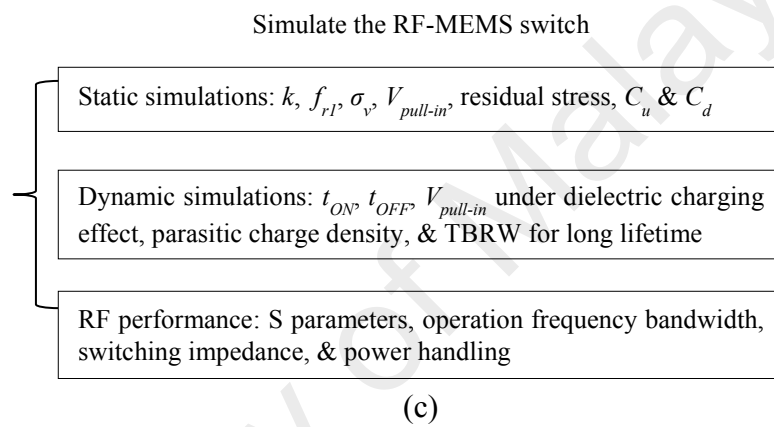 Simulate the RF-MEMS switch
Static simulations: k, f_r1, σ_v, V_pull-in, residual stress, C_u & C_d
Dynamic simulations: t_ON, t_OFF, V_pull-in under dielectric charging
effect, parasitic charge density, & TBRW for long lifetime
RF performance: S parameters, operation frequency bandwidth,
switching impedance, & power handling
(c)
y of Malay